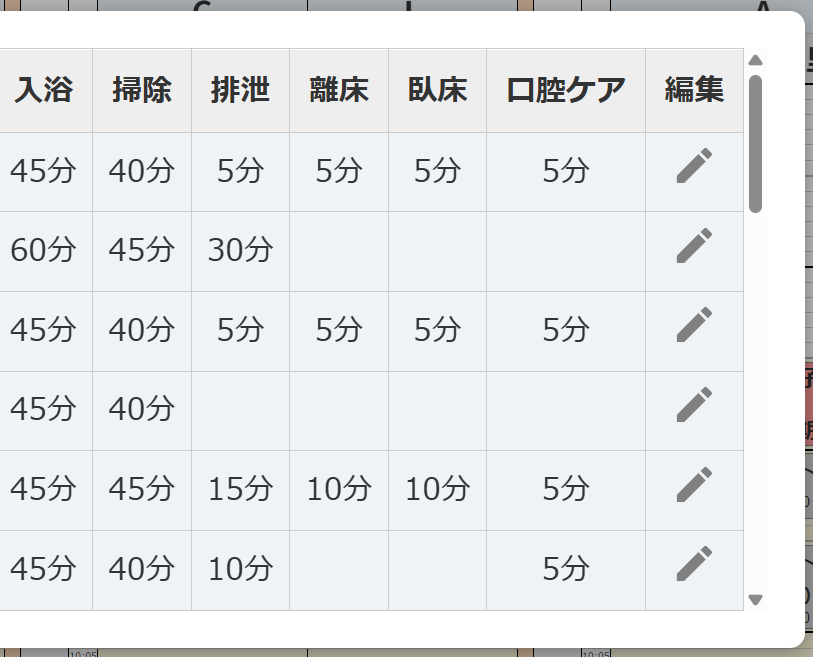 入浴 掃除 排泄 離床 臥床 口腔ケア 編集
45分 40分 5分 5分 5分 5分
60分 45分 30分
45分 40分 5分 5分 5分 5分
45分 40分
45分 45分 15分 10分 10分 5分
45分 40分 10分 5分
10:05 10:05